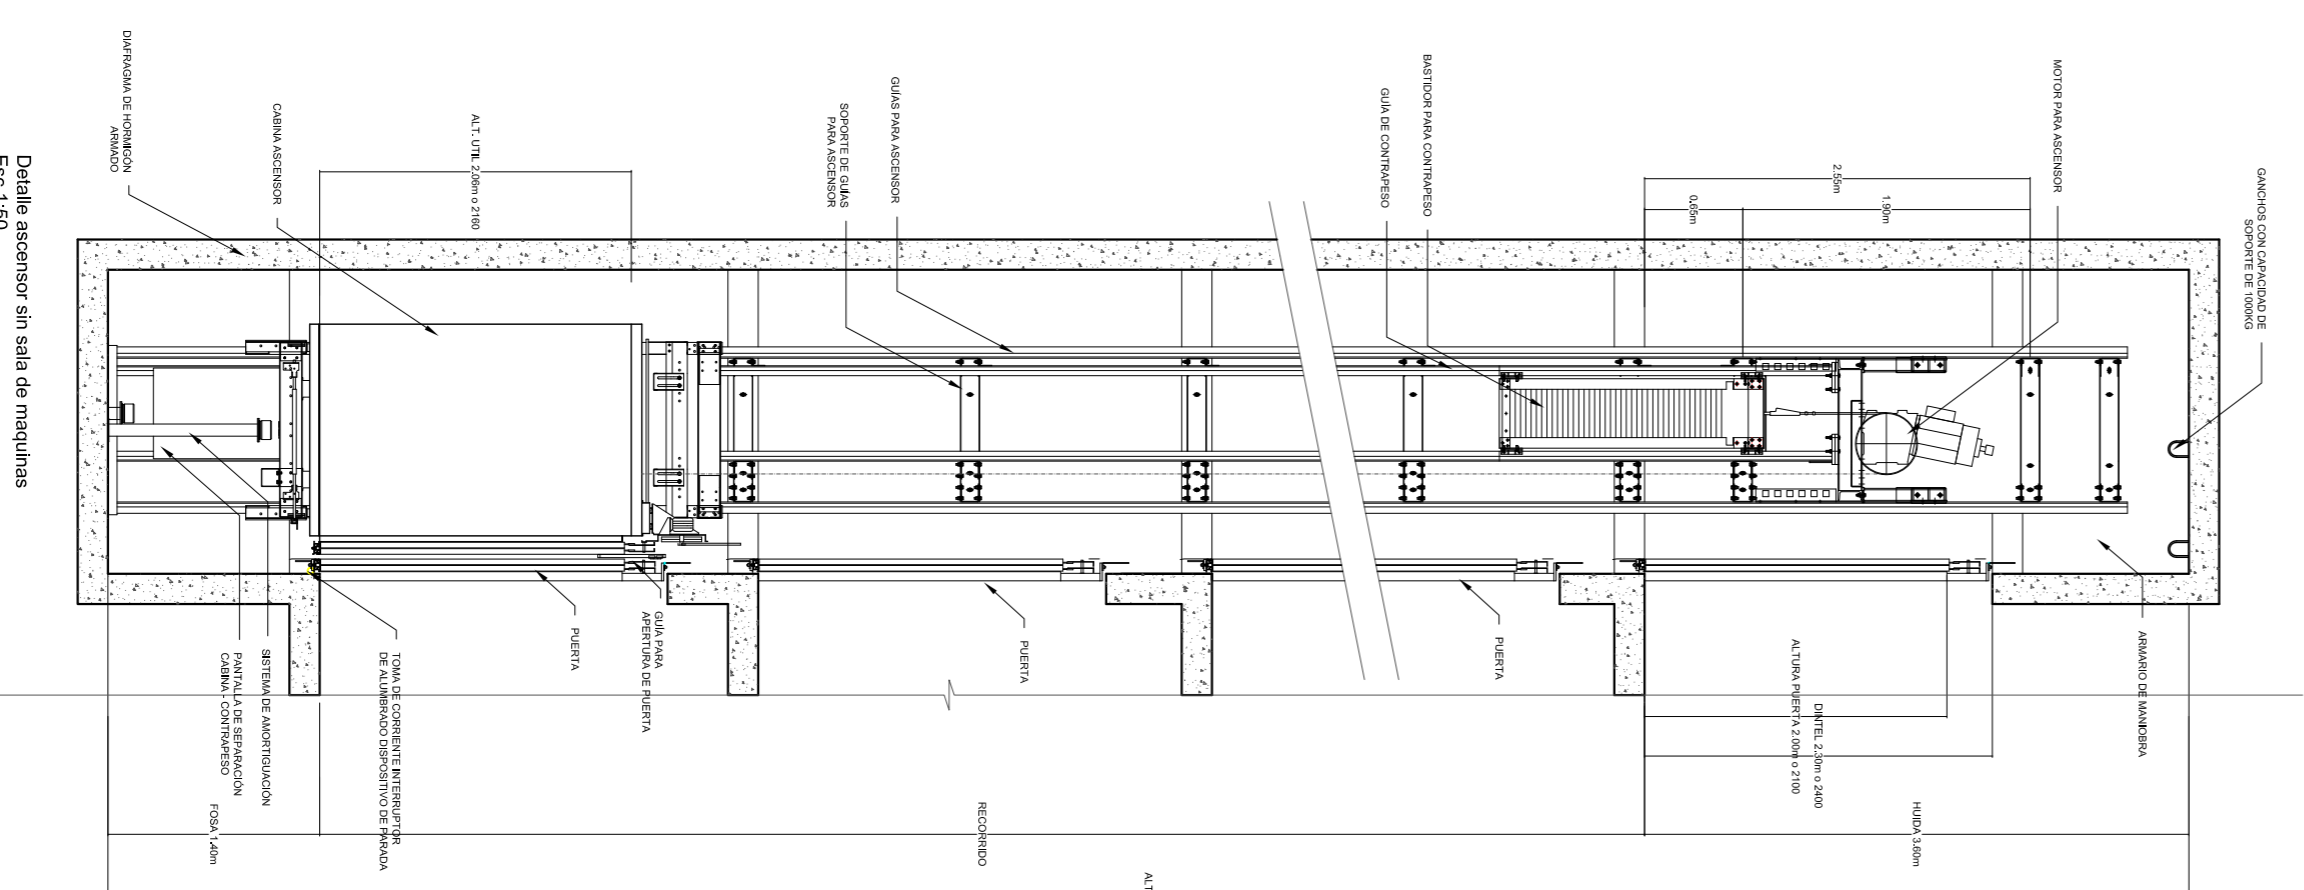 GANCHOS CON CAPACIDAD DE
SOPORTE DE 1000KG
MOTOR PARA ASCENSOR
1.90m
2.55m
0.65m
BASTIDOR PARA CONTRAPESO
GUÍA DE CONTRAPESO
GUÍAS PARA ASCENSOR
SOPORTE DE GUÍAS
PARA ASCENSOR
ALT. UTIL 2.06m o 2160
CABINA ASCENSOR
DIAFRAGMA DE HORMIGÓN
ARMADO
ARMARIO DE MANIOBRA
HUIDA 3.60m
DINTEL 2.30m o 2400
ALTURA PUERTA 2.00m o 2100
PUERTA
PUERTA
RECORRIDO
GUÍA PARA
APERTURA DE PUERTA
PUERTA
TOMA DE CORRIENTE INTERRUPTOR
DE ALUMBRADO DISPOSITIVO DE PARADA
SISTEMA DE AMORTIGUACIÓN
PANTALLA DE SEPARACIÓN
CABINA - CONTRAPESO
FOSA 1.40m
ALT
Detalle ascensor sin sala de maquinas
Esc 1:50